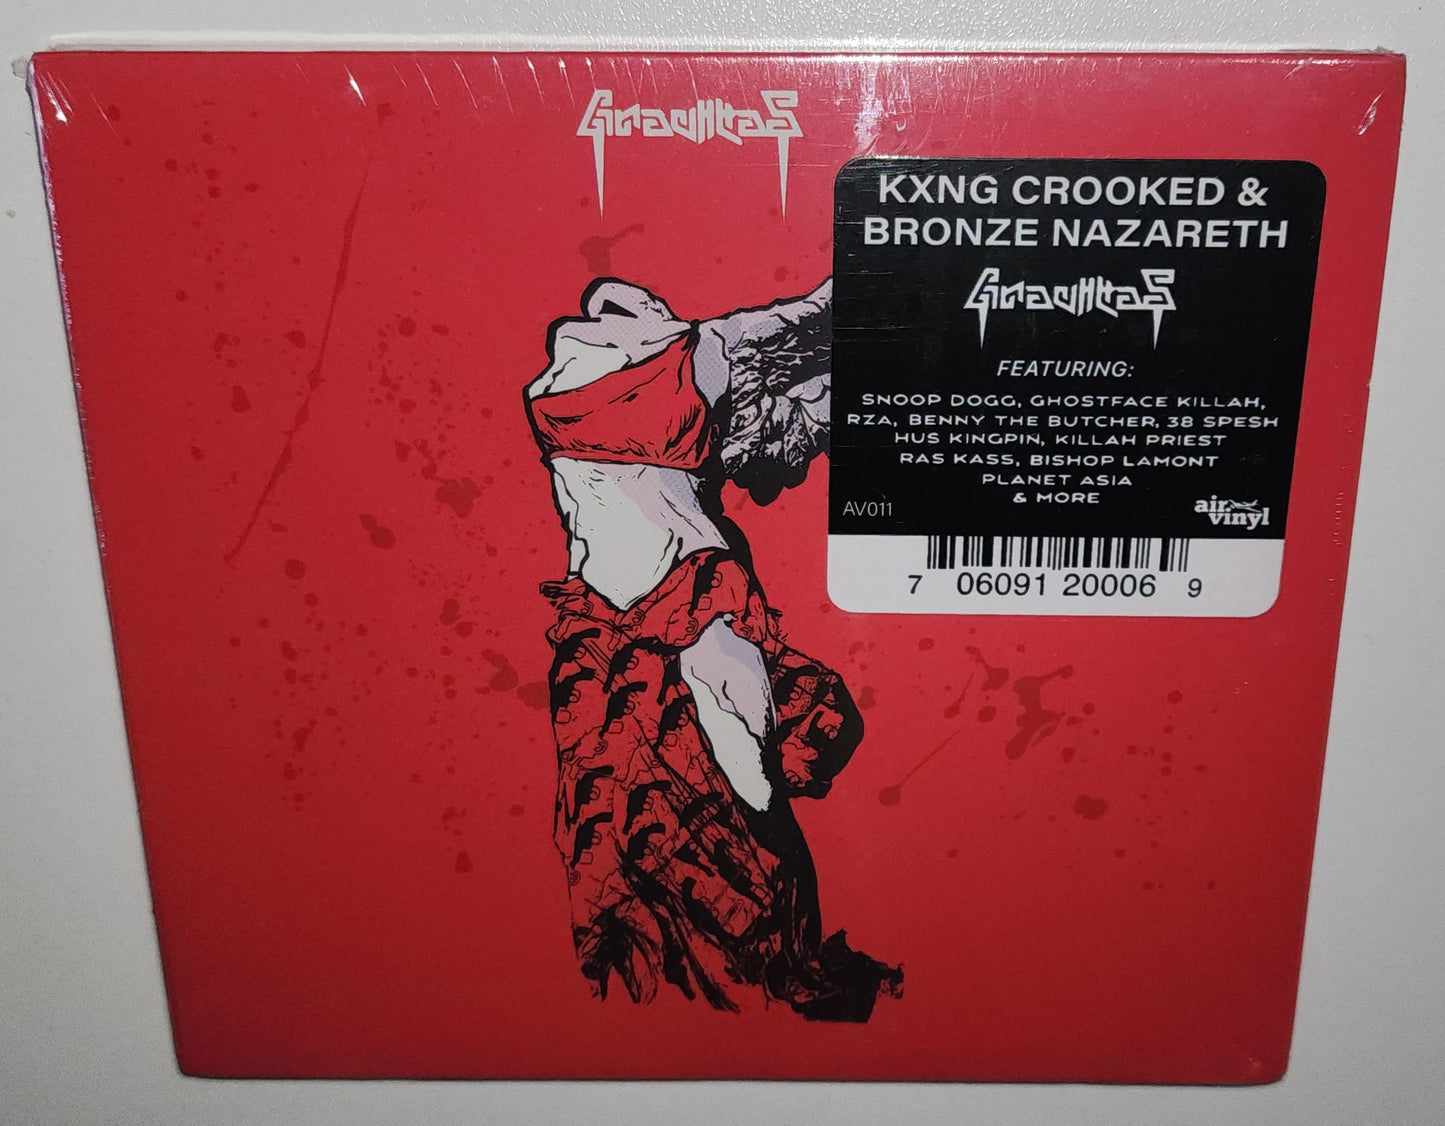 Gravitas
KXNG CROOKED &
BRONZE NAZARETH
Gravitas
FEATURING:
SNOOP DOGG, GHOSTFACE KILLAH,
RZA, BENNY THE BUTCHER, 38 SPESH
HUS KINGPIN, KILLAH PRIEST
RAS KASS, BISHOP LAMONT
PLANET ASIA
& MORE
AV011
air
vinyl
7 06091 20006 9